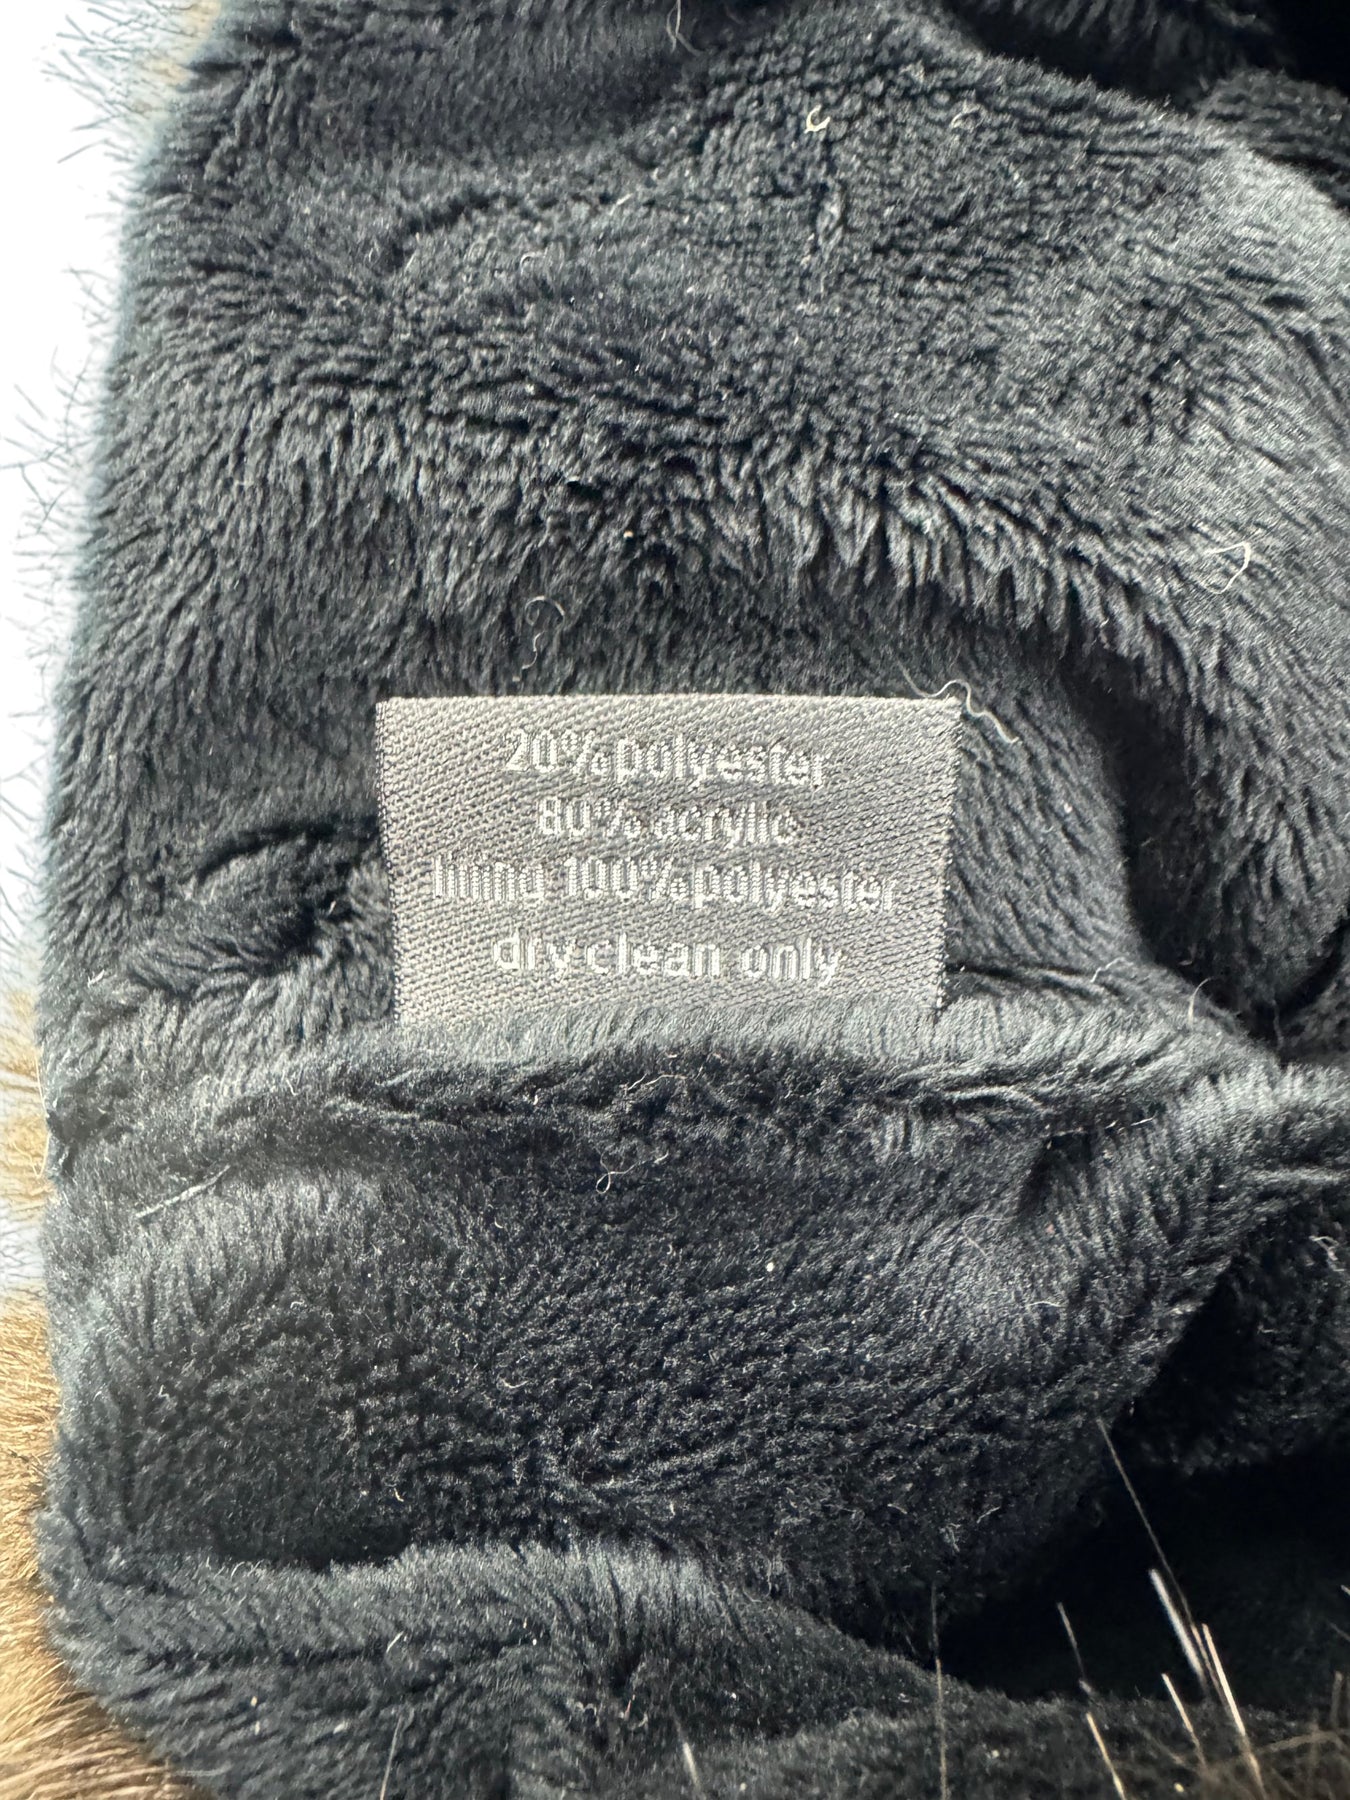 20% polyester
80% acrylic
lining 100% polyester
dry clean only